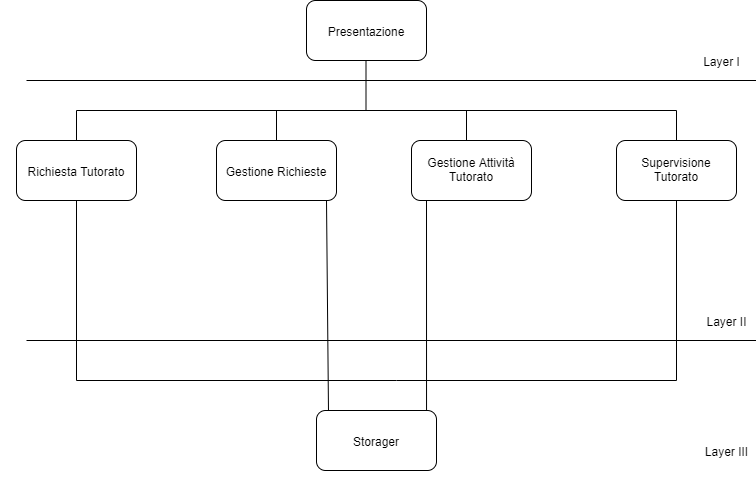 Presentazione
Layer I
Richiesta Tutorato
Gestione Richieste
Gestione Attività
Tutorato
Supervisione
Tutorato
Layer II
Storager
Layer III